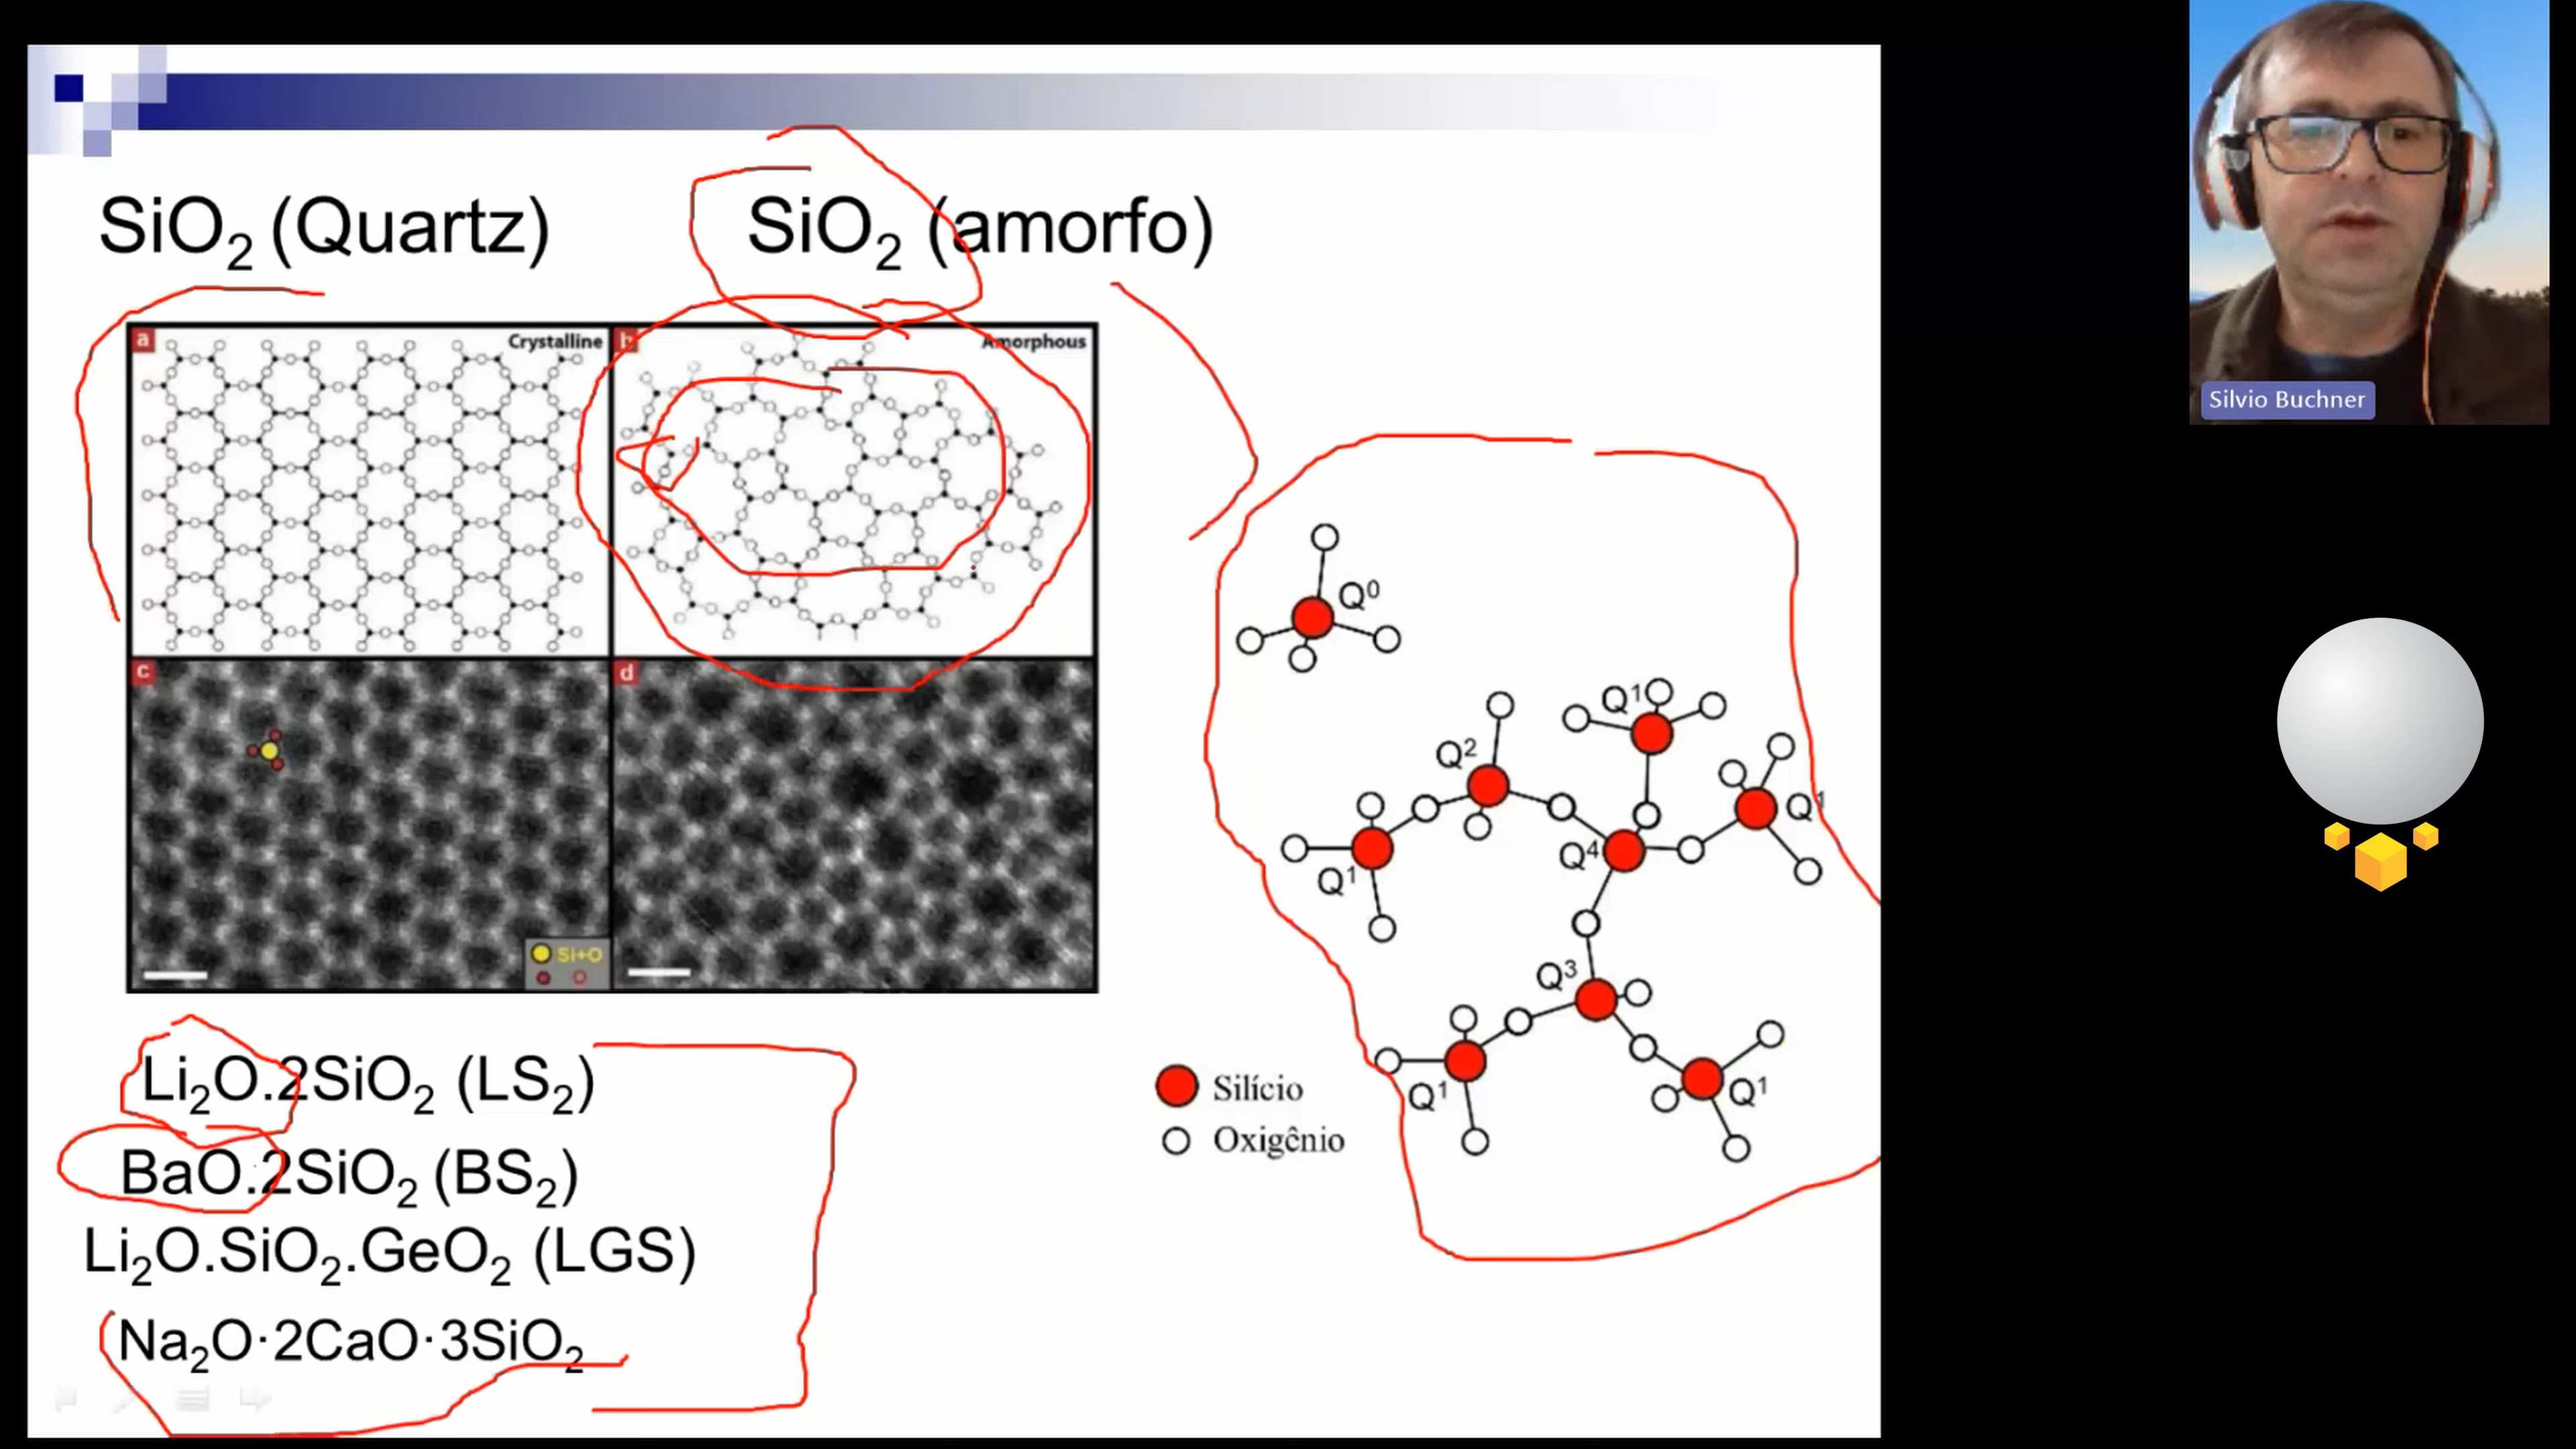 SiO₂ (Quartz)
SiO₂ (amorfo)
a
Crystalline
b
Amorphous
c
Si+O
d
Q⁰
Q¹
Q²
Q¹
Q⁴
Q¹
Q³
Q¹
Q¹
Silício
Oxigênio
Li₂O.2SiO₂ (LS₂)
BaO.2SiO₂ (BS₂)
Li₂O.SiO₂.GeO₂ (LGS)
Na₂O·2CaO·3SiO₂
Silvio Buchner